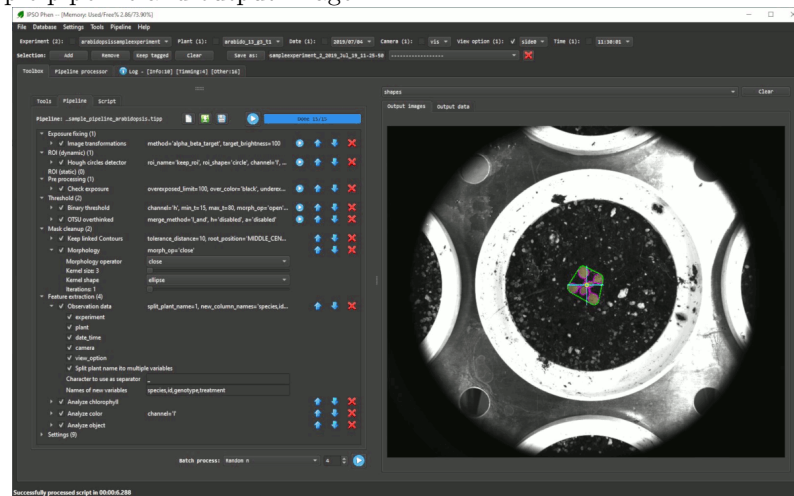 IPSO Phen -- [Memory: Used/Free% 2.86/73.90%]
File Database Settings Tools Pipeline Help
Experiment (2): arabidopsissampleexperiment Plant (1): arabido_13_g3_t1 Date (1): 2019/07/04 Camera (1): vis View option (1): Time (1): 11:30:01
Selection: Add Remove Keep tagged Clear Save as: sampleexperiment_2_2019_Jul_19_11-25-50 ------------------
Toolbox Pipeline processor Log - [Info:10] [Timing:4] [Other:16]
shapes Clear
Tools Pipeline Script
Output images Output data
Pipeline: _sample_pipeline_arabidopsis.tipp
Exposure fixing (1)
Image transformations method='alpha_beta_target', target_brightness=100
ROI (dynamic) (1)
Hough circles detector roi_name='keep_roi', roi_shape='circle', channel='l', ...
ROI (static) (0)
Pre processing (1)
Check exposure overexposed_limit=100, over_color='black', underex...
Threshold (2)
Binary threshold channel='h', min_t=15, max_t=80, morph_op='open'
OTSU overthinked merge_method='l_and', h='disabled', a='disabled'
Mask cleanup (2)
Keep linked Contours tolerance_distance=10, root_position='MIDDLE_CEN...
Morphology morph_op='close'
Morphology operator close
Kernel size: 3
Kernel shape ellipse
Iterations: 1
Feature extraction (4)
Observation data split_plant_name=1, new_column_names='species,id...
experiment
plant
date_time
camera
view_option
Split plant name ito multiple variables
Character to use as separator _
Names of new variables species,id,genotype,treatment
Analyze chlorophyll
Analyze color channel='l'
Analyze object
Settings (9)
Batch process: Random n 4
Successfully processed script in 00:00:6.288